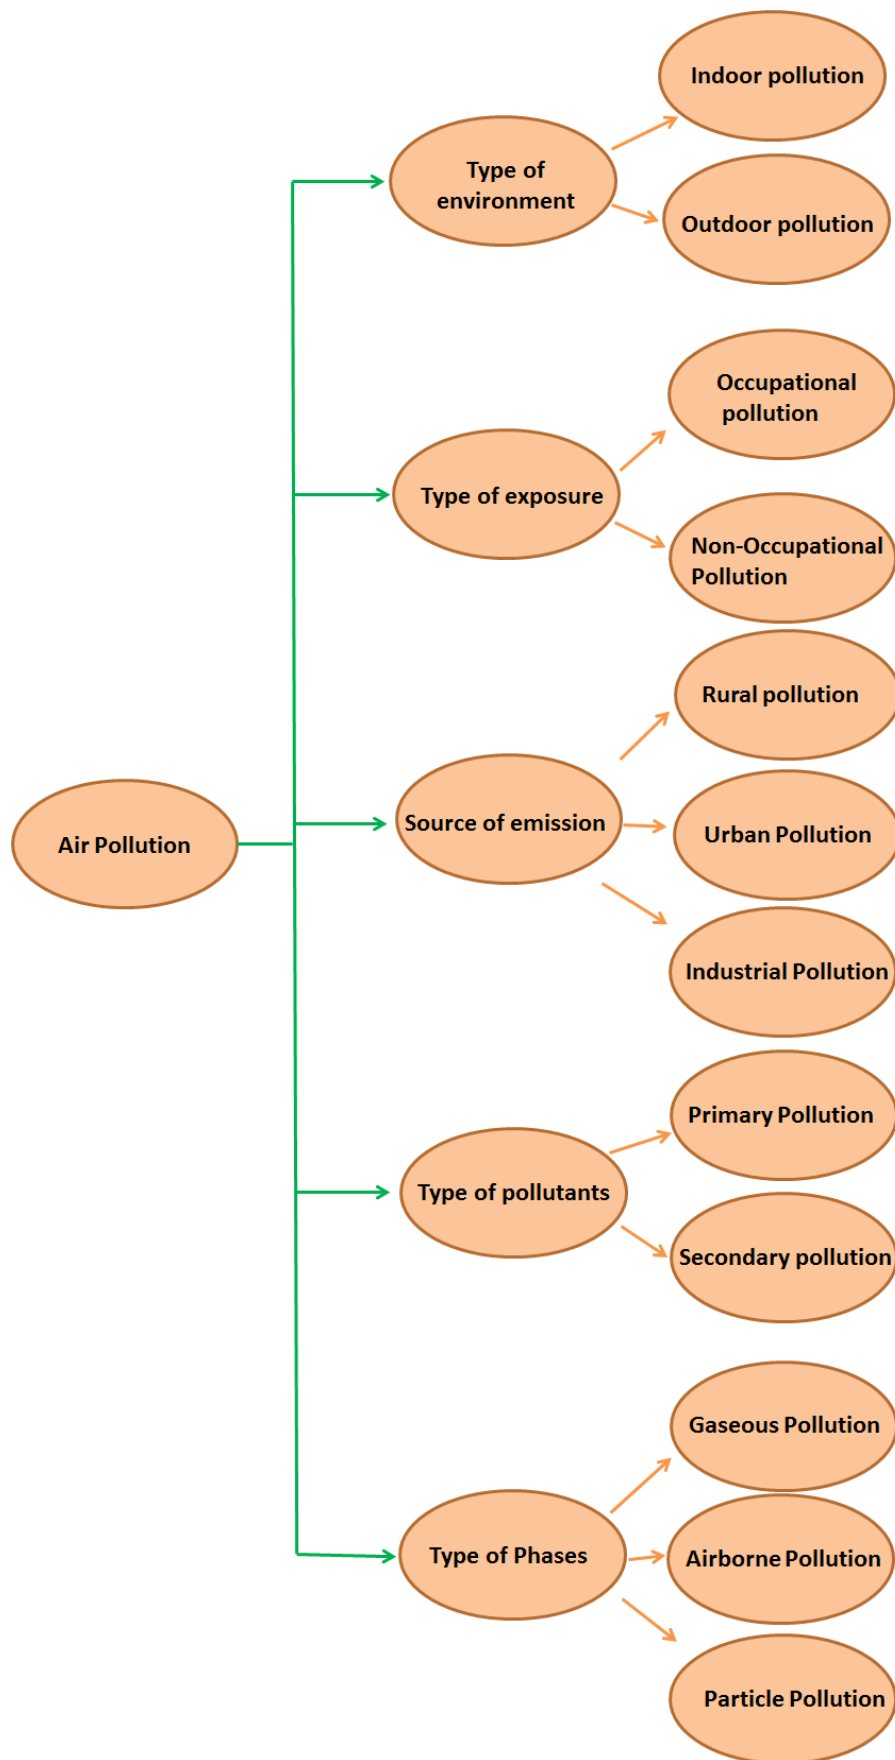 Indoor pollution
Type of
environment
Outdoor pollution
Occupational
pollution
Type of exposure
Non-Occupational
Pollution
Rural pollution
Source of emission
Urban Pollution
Air Pollution
Industrial Pollution
Primary Pollution
Type of pollutants
Secondary pollution
Gaseous Pollution
Type of Phases
Airborne Pollution
Particle Pollution